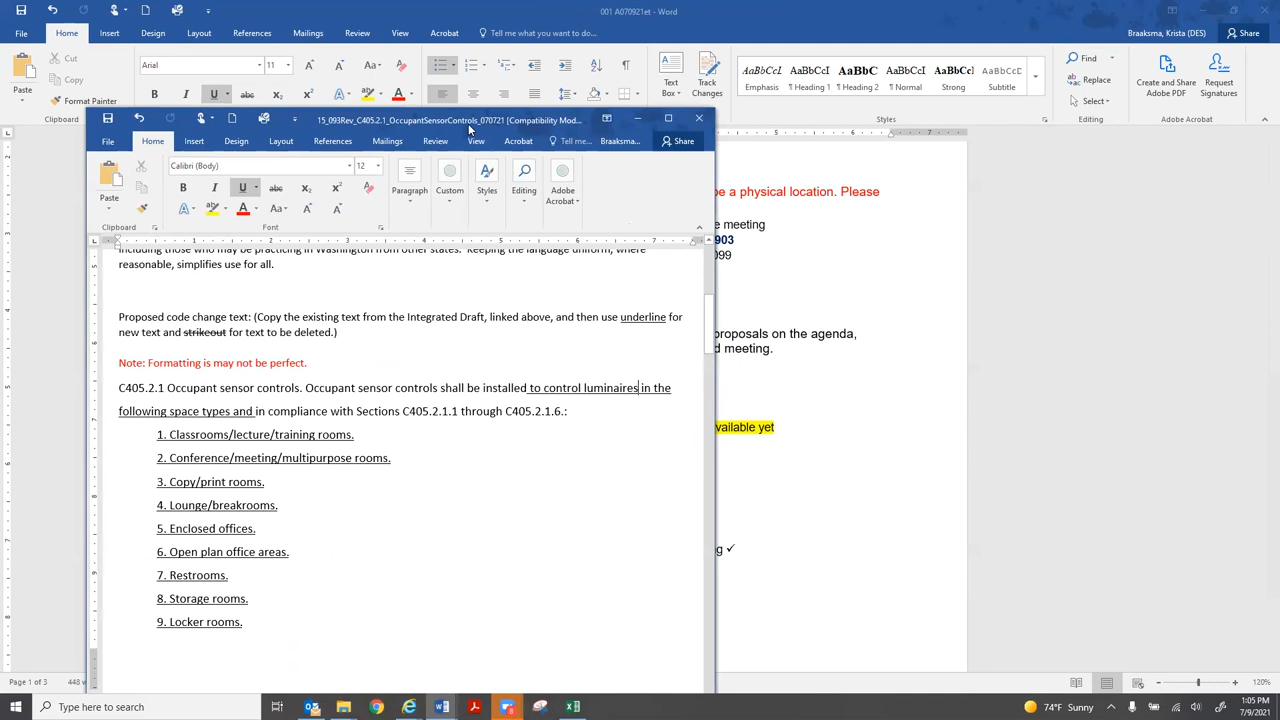 001 A070921et - Word
Braaksma, Krista (DES)
File Home Insert Design Layout References Mailings Review View Acrobat Tell me what you want to do... Share
Cut
Copy
Format Painter
Paste
Clipboard
Arial 11
Text Box
Track Changes
AaBbCcI AaBbCcI AaBbC AaBbCcD AaBbCcI AaBbCcI
Emphasis ¶ Heading 1 ¶ Heading 2 ¶ Normal Strong Subtitle
Styles
Find
Replace
Select
Editing
Create and Share Adobe PDF
Request Signatures
Adobe Acrobat
15_093Rev_C405.2.1_OccupantSensorControls_070721 [Compatibility Mod...
File Home Insert Design Layout References Mailings Review View Acrobat Tell me... Braaksma... Share
Calibri (Body) 12
Paste
Paragraph Custom Styles Editing Adobe Acrobat
Clipboard Font
including those who may be practicing in Washington from other states. Keeping the language uniform, where
reasonable, simplifies use for all.
Proposed code change text: (Copy the existing text from the Integrated Draft, linked above, and then use underline for
new text and strikeout for text to be deleted.)
Note: Formatting is may not be perfect.
C405.2.1 Occupant sensor controls. Occupant sensor controls shall be installed to control luminaires in the
following space types and in compliance with Sections C405.2.1.1 through C405.2.1.6.:
1. Classrooms/lecture/training rooms.
2. Conference/meeting/multipurpose rooms.
3. Copy/print rooms.
4. Lounge/breakrooms.
5. Enclosed offices.
6. Open plan office areas.
7. Restrooms.
8. Storage rooms.
9. Locker rooms.
be a physical location. Please
e meeting
903
099
proposals on the agenda,
d meeting.
vailable yet
g ✓
Page 1 of 3 448 w
120%
Type here to search
74°F Sunny
1:05 PM
7/9/2021